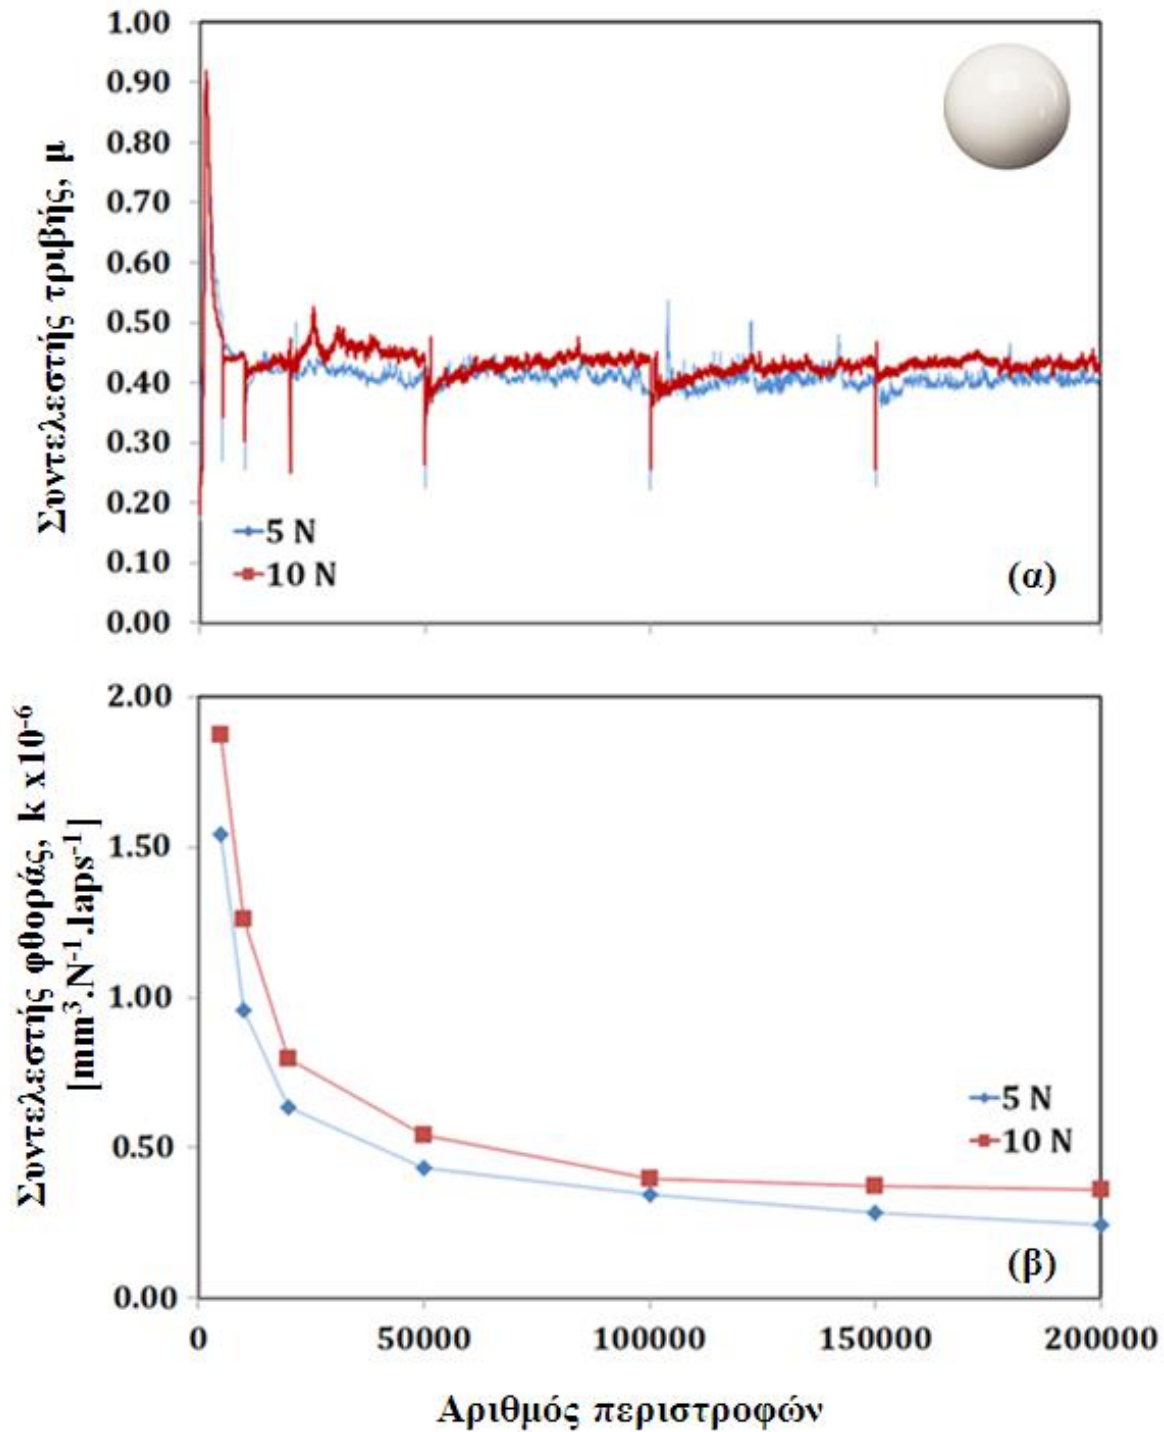 1.00
0.90
0.80
0.70
0.60
0.50
0.40
0.30
0.20
0.10
0.00
Συντελεστής τριβής, μ
5 N
10 N
(α)
2.00
1.50
1.00
0.50
0.00
Συντελεστής φθοράς, k x10⁻⁶
[mm³.N⁻¹.laps⁻¹]
5 N
10 N
(β)
0 50000 100000 150000 200000
Αριθμός περιστροφών